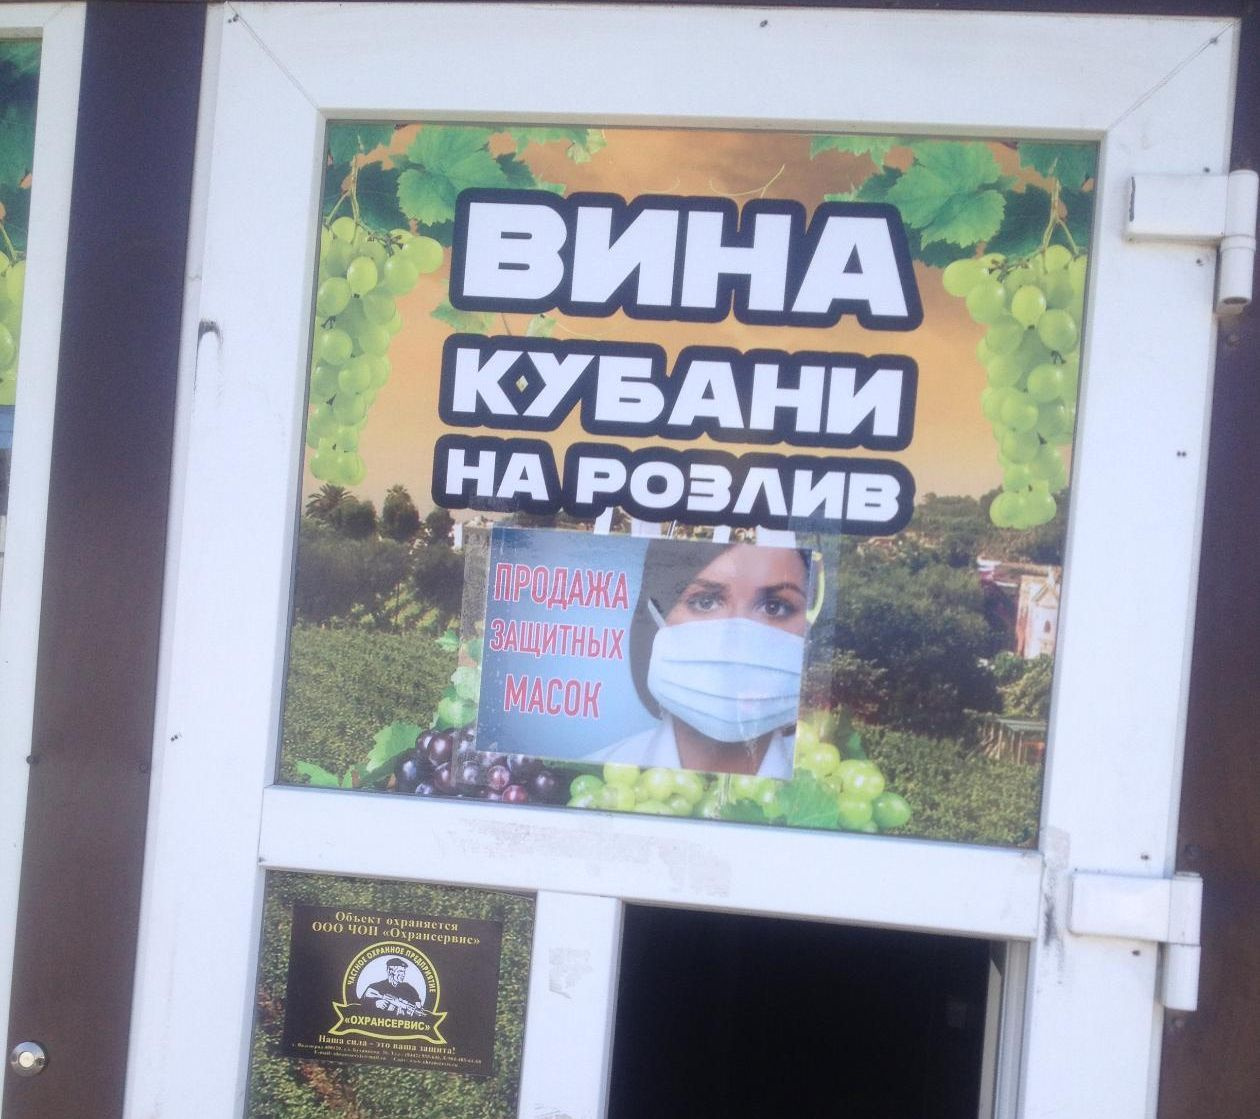 ВИНА
КУБАНИ
НА РОЗЛИВ
ПРОДАЖА
ЗАЩИТНЫХ
МАСОК
Объект охраняется
ООО ЧОП «Охрансервис»
ЧАСТНОЕ ОХРАННОЕ ПРЕДПРИЯТИЕ
«ОХРАНСЕРВИС»
Наша сила - это ваша защита!